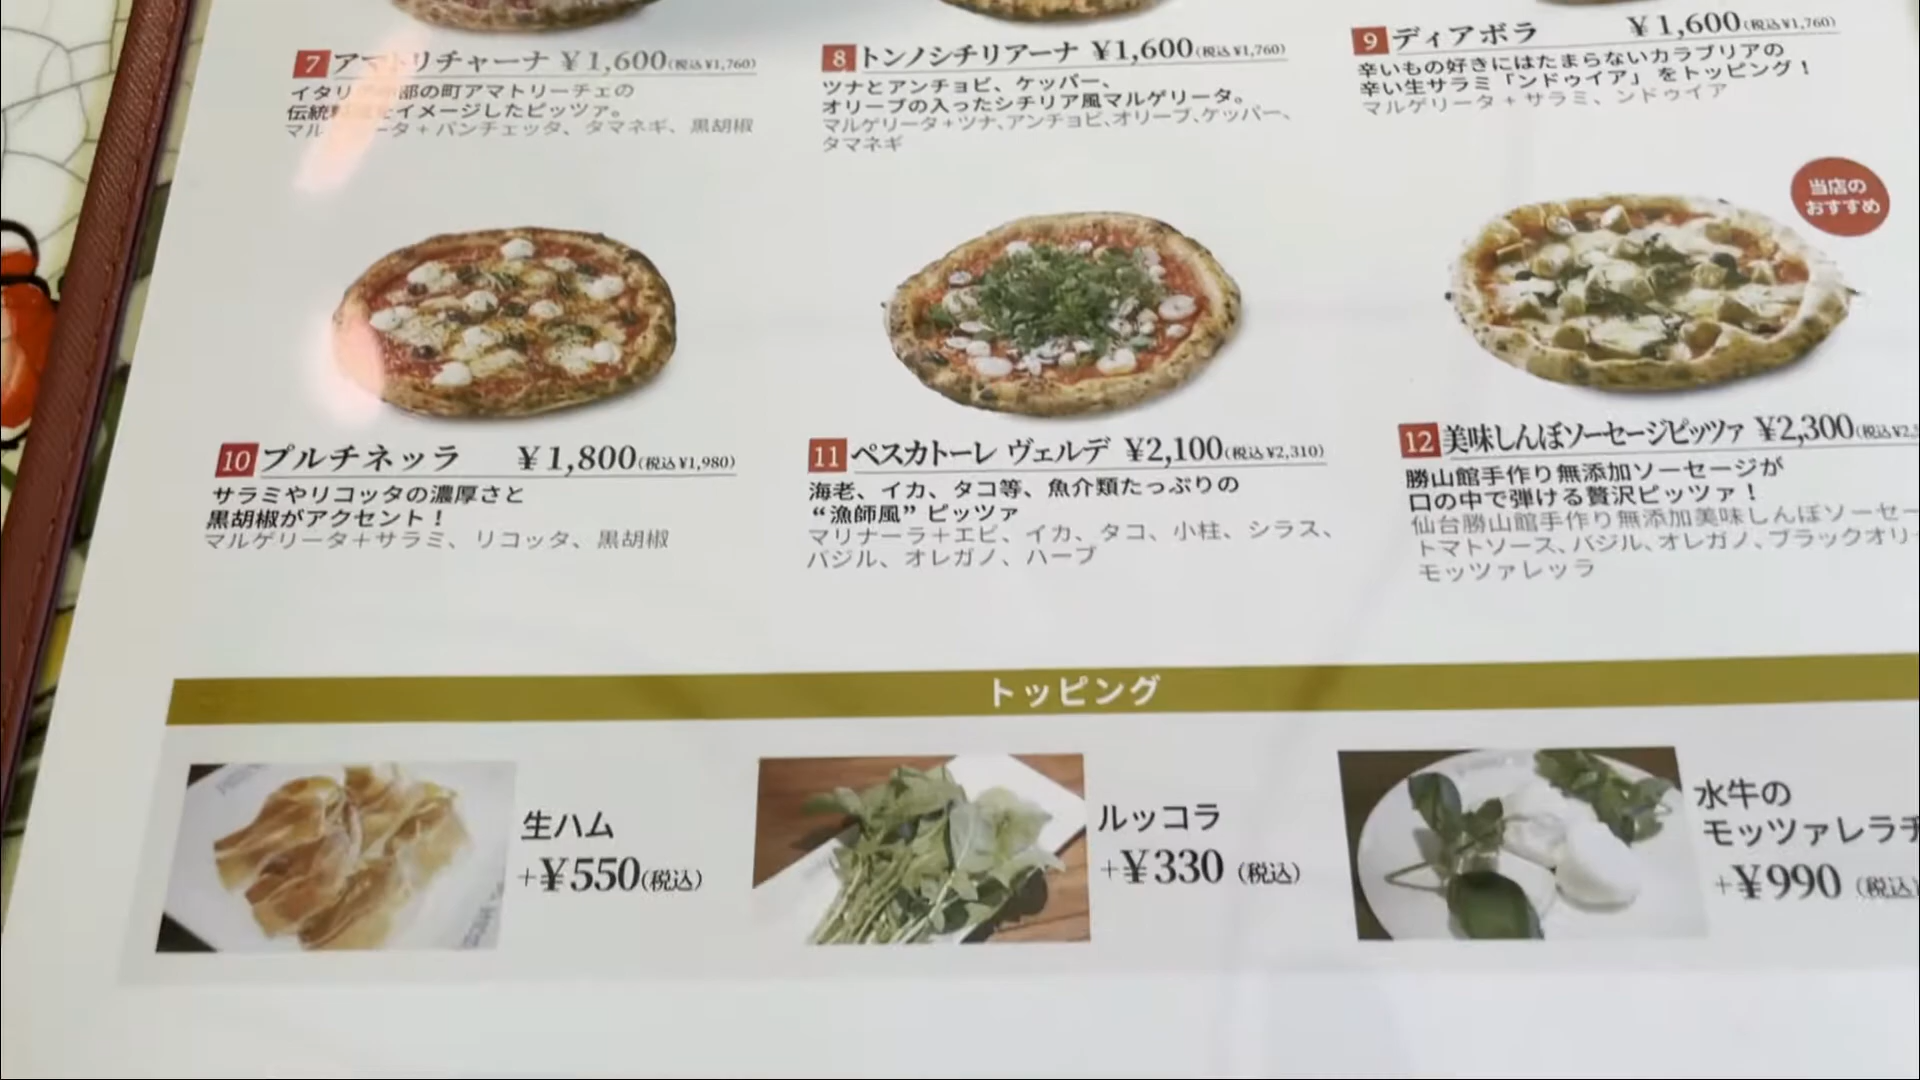 7 アマトリチャーナ ¥1,600(税込¥1,760)
イタリア中部の町アマトリーチェの
伝統料理をイメージしたピッツァ。
マルゲリータ+パンチェッタ、タマネギ、黒胡椒
8 トンノシチリアーナ ¥1,600(税込¥1,760)
ツナとアンチョビ、ケッパー、
オリーブの入ったシチリア風マルゲリータ。
マルゲリータ+ツナ、アンチョビ、オリーブ、ケッパー、
タマネギ
9 ディアボラ ¥1,600(税込¥1,760)
辛いもの好きにはたまらないカラブリアの
辛い生サラミ「ンドゥイア」をトッピング!
マルゲリータ+サラミ、ンドゥイア
当店の
おすすめ
10 プルチネッラ ¥1,800(税込¥1,980)
サラミやリコッタの濃厚さと
黒胡椒がアクセント!
マルゲリータ+サラミ、リコッタ、黒胡椒
11 ペスカトーレ ヴェルデ ¥2,100(税込¥2,310)
海老、イカ、タコ等、魚介類たっぷりの
“漁師風”ピッツァ
マリナーラ+エビ、イカ、タコ、小柱、シラス、
バジル、オレガノ、ハーブ
12 美味しんぼソーセージピッツァ ¥2,300(税込¥2,
勝山館手作り無添加ソーセージが
口の中で弾ける贅沢ピッツァ!
仙台勝山館手作り無添加美味しんぼソーセー
トマトソース、バジル、オレガノ、ブラックオリ
モッツァレッラ
トッピング
生ハム
+¥550(税込)
ルッコラ
+¥330(税込)
水牛の
モッツァレラチ
+¥990(税込)